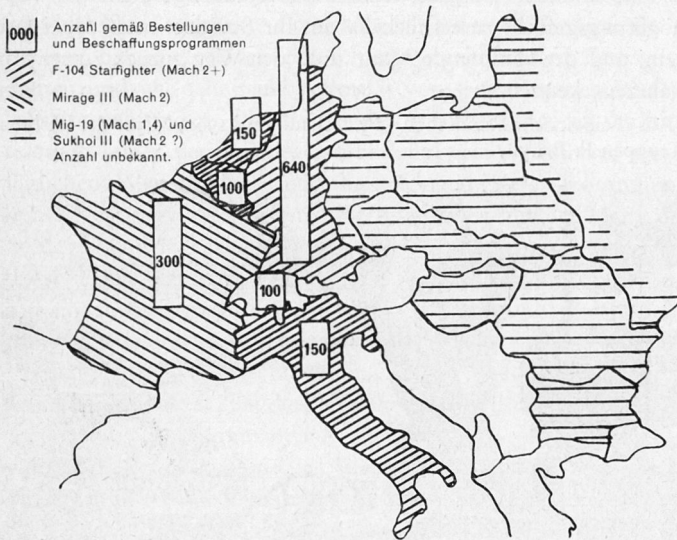 000
Anzahl gemäß Bestellungen
und Beschaffungsprogrammen
F-104 Starfighter (Mach 2+)
Mirage III (Mach 2)
Mig-19 (Mach 1,4) und
Sukhoi III (Mach 2 ?)
Anzahl unbekannt.
150
640
100
300
100
150